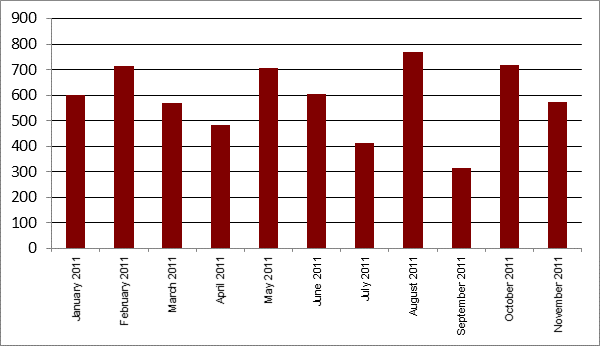 900
800
700
600
500
400
300
200
100
0
January 2011
February 2011
March 2011
April 2011
May 2011
June 2011
July 2011
August 2011
September 2011
October 2011
November 2011